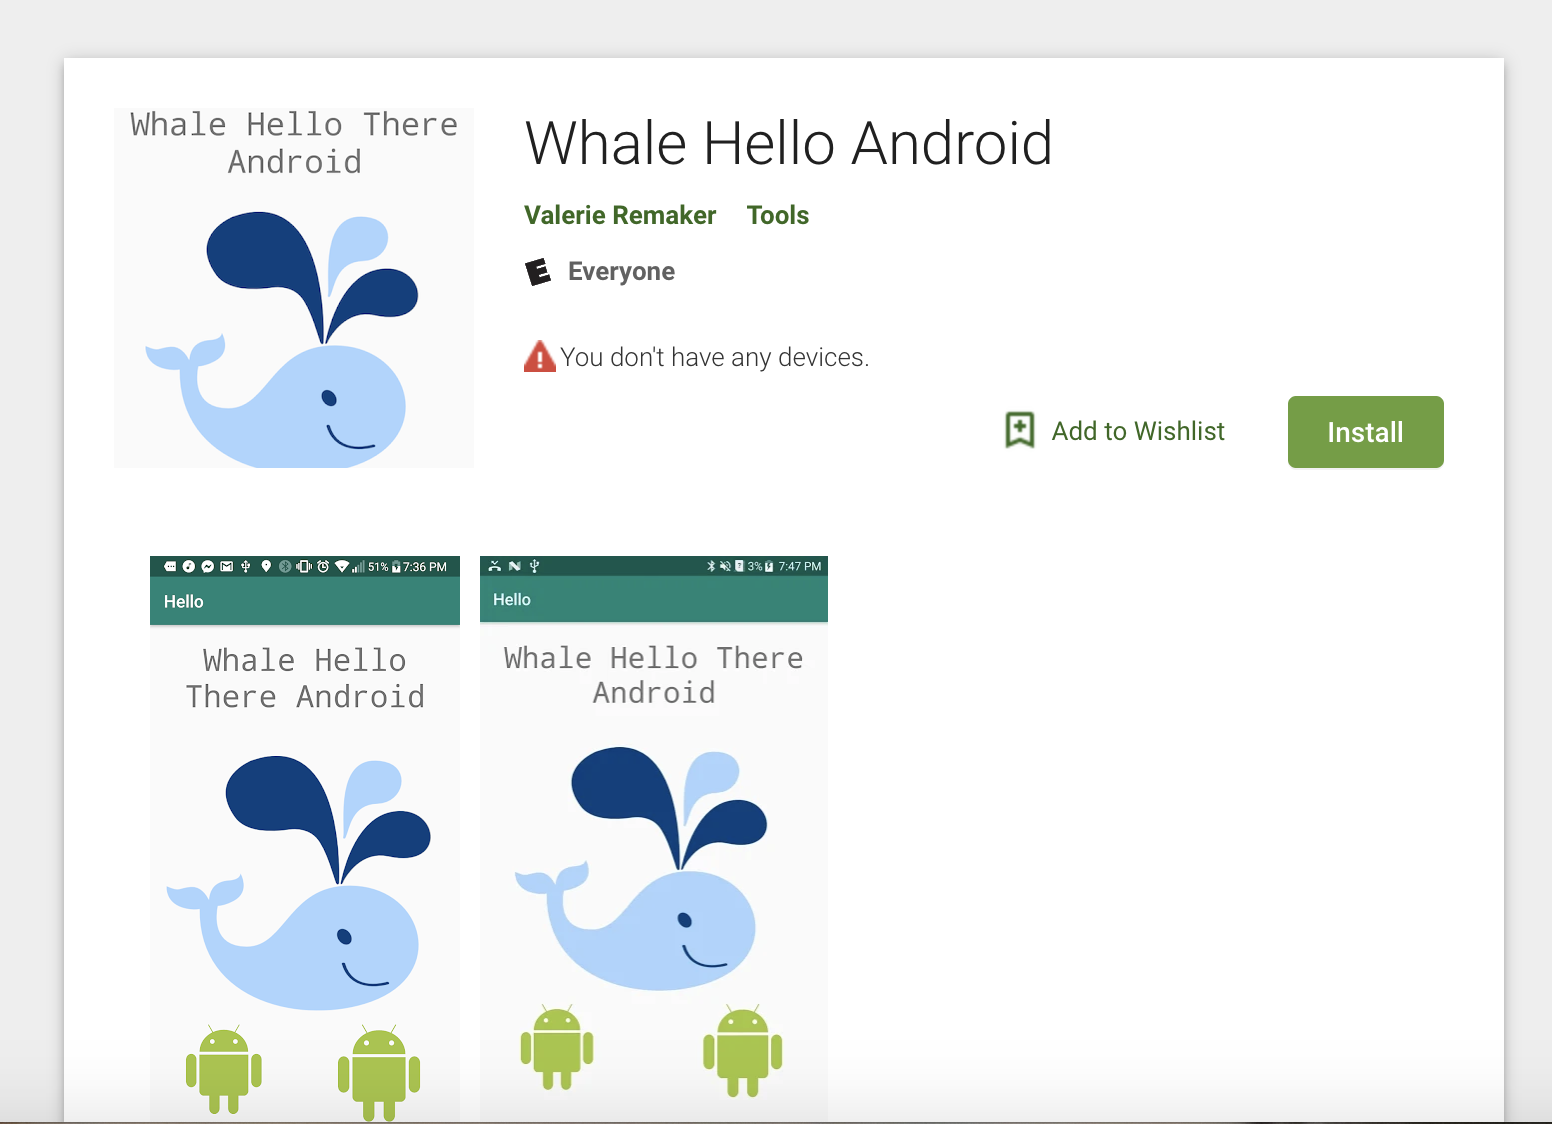 Whale Hello There
Android
Whale Hello Android
Valerie Remaker Tools
E Everyone
You don't have any devices.
Add to Wishlist
Install
51% 7:36 PM
Hello
Whale Hello
There Android
3% 7:47 PM
Hello
Whale Hello There
Android